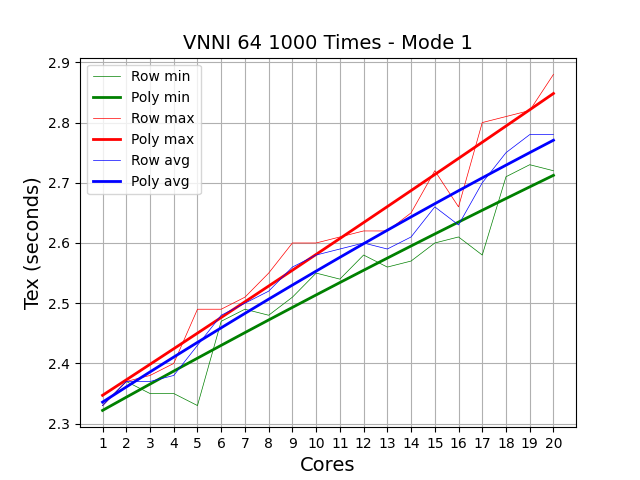 VNNI 64 1000 Times - Mode 1
2.9
2.8
2.7
2.6
2.5
2.4
2.3
Tex (seconds)
Row min
Poly min
Row max
Poly max
Row avg
Poly avg
1 2 3 4 5 6 7 8 9 10 11 12 13 14 15 16 17 18 19 20
Cores